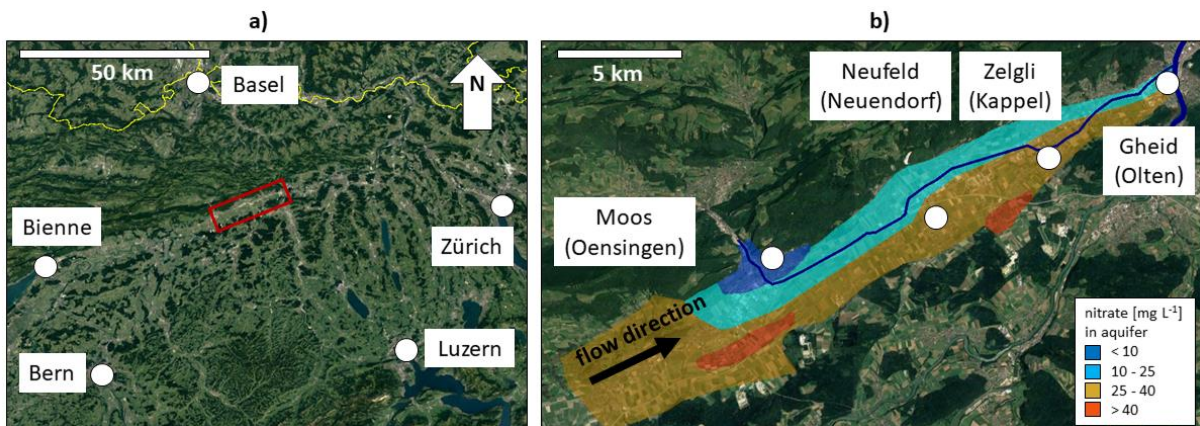 a)
50 km
Basel
N
Bienne
Zürich
Bern
Luzern
b)
5 km
Neufeld
(Neuendorf)
Zelgli
(Kappel)
Gheid
(Olten)
Moos
(Oensingen)
flow direction
nitrate [mg L⁻¹]
in aquifer
< 10
10 - 25
25 - 40
> 40